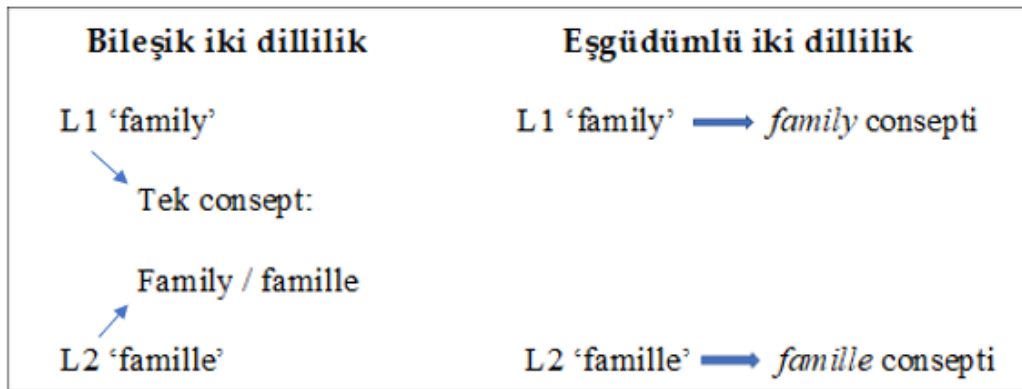 Bileşik iki dillilik
L1 ‘family’
Tek consept:
Family / famille
L2 ‘famille’
Eşgüdümlü iki dillilik
L1 ‘family’ family consepti
L2 ‘famille’ famille consepti